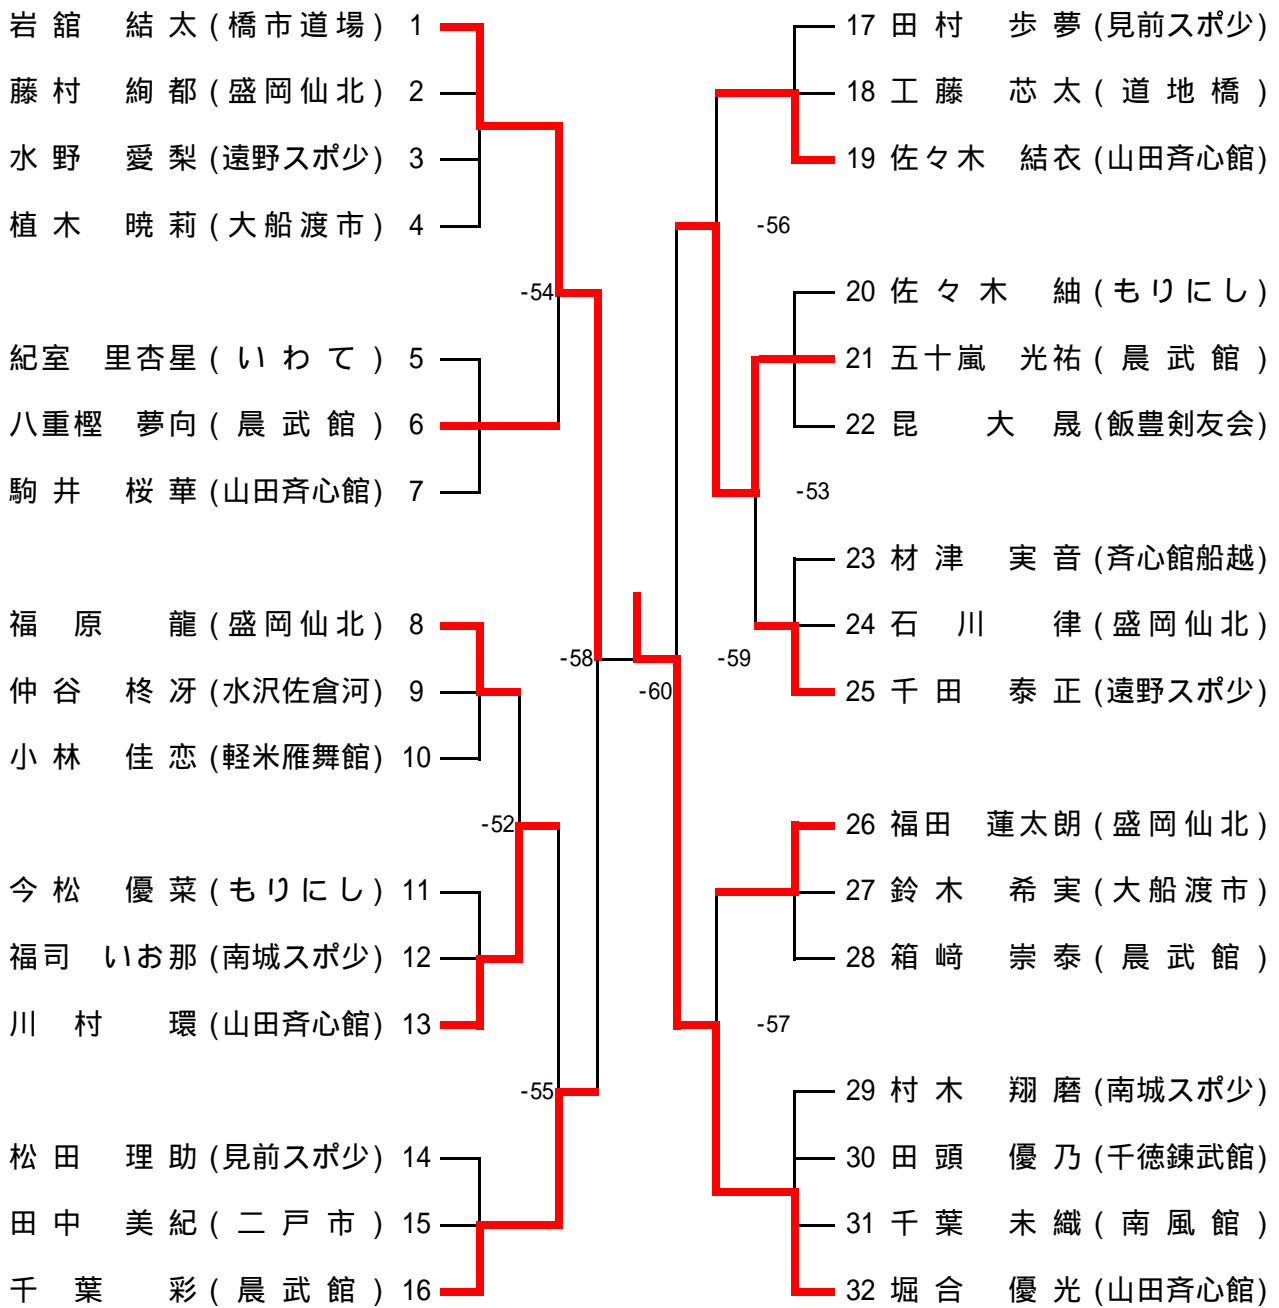 岩舘 結太 (橋市道場) 1
藤村 絢都 (盛岡仙北) 2
水野 愛梨 (遠野スポ少) 3
植木 暁莉 (大船渡市) 4
-54
紀室 里杏星 (いわて) 5
八重樫 夢向 (晨武館) 6
駒井 桜華 (山田斉心館) 7
福原 龍 (盛岡仙北) 8
-58
仲谷 柊冴 (水沢佐倉河) 9
小林 佳恋 (軽米雁舞館) 10
-52
今松 優菜 (もりにし) 11
福司 いお那 (南城スポ少) 12
川村 環 (山田斉心館) 13
-55
松田 理助 (見前スポ少) 14
田中 美紀 (二戸市) 15
千葉 彩 (晨武館) 16
-60
17 田村 歩夢 (見前スポ少)
18 工藤 芯太 (道地橋)
19 佐々木 結衣 (山田斉心館)
-56
20 佐々木 紬 (もりにし)
21 五十嵐 光祐 (晨武館)
22 昆 大晟 (飯豊剣友会)
-53
23 材津 実音 (斉心館船越)
24 石川 律 (盛岡仙北)
-59
25 千田 泰正 (遠野スポ少)
26 福田 蓮太朗 (盛岡仙北)
27 鈴木 希実 (大船渡市)
28 箱﨑 崇泰 (晨武館)
-57
29 村木 翔磨 (南城スポ少)
30 田頭 優乃 (千徳錬武館)
31 千葉 未織 (南風館)
32 堀合 優光 (山田斉心館)